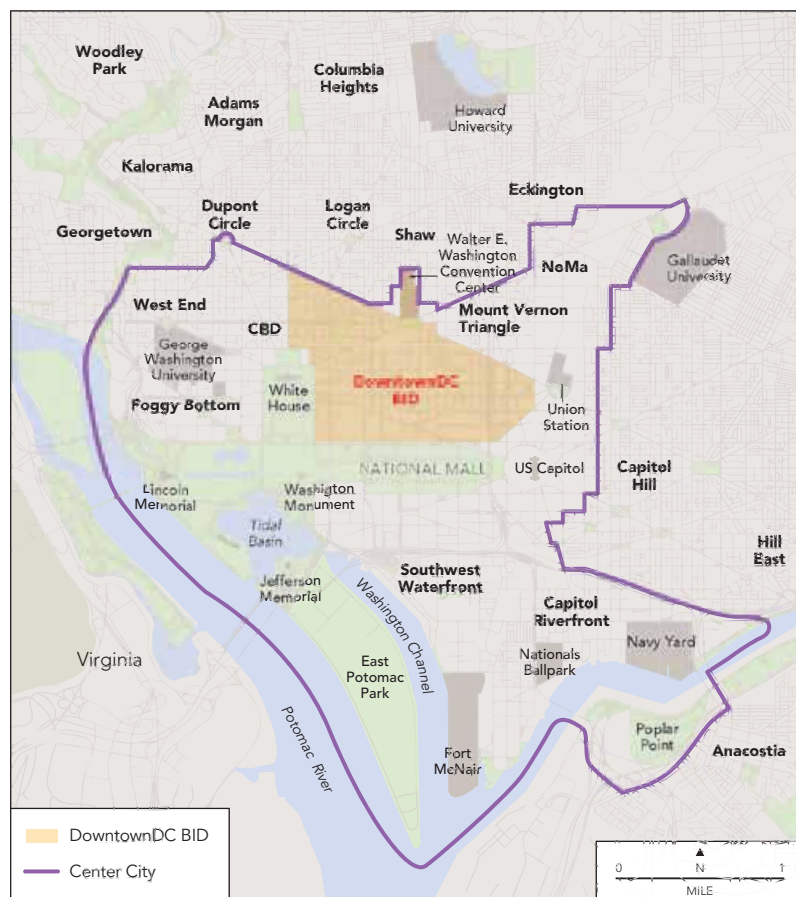 Woodley
Park
Columbia
Heights
Adams
Morgan
Howard
University
Kalorama
Eckington
Dupont
Circle
Logan
Circle
Georgetown
Shaw
Walter E.
Washington
Convention
Center
NoMa
Gallaudet
University
West End
Mount Vernon
Triangle
CBD
George
Washington
University
DowntownDC
BID
White
House
Foggy Bottom
Union
Station
NATIONAL MALL
US Capitol
Capitol
Hill
Lincoln
Memorial
Washigton
Monument
Tidal
Basin
Hill
East
Southwest
Waterfront
Jefferson
Memorial
Washington Channel
Capitol
Riverfront
Navy Yard
Nationals
Ballpark
Virginia
East
Potomac
Park
Potomac River
Poplar
Point
Fort
McNair
Anacostia
DowntownDC BID
Center City
0 N 1
MILE